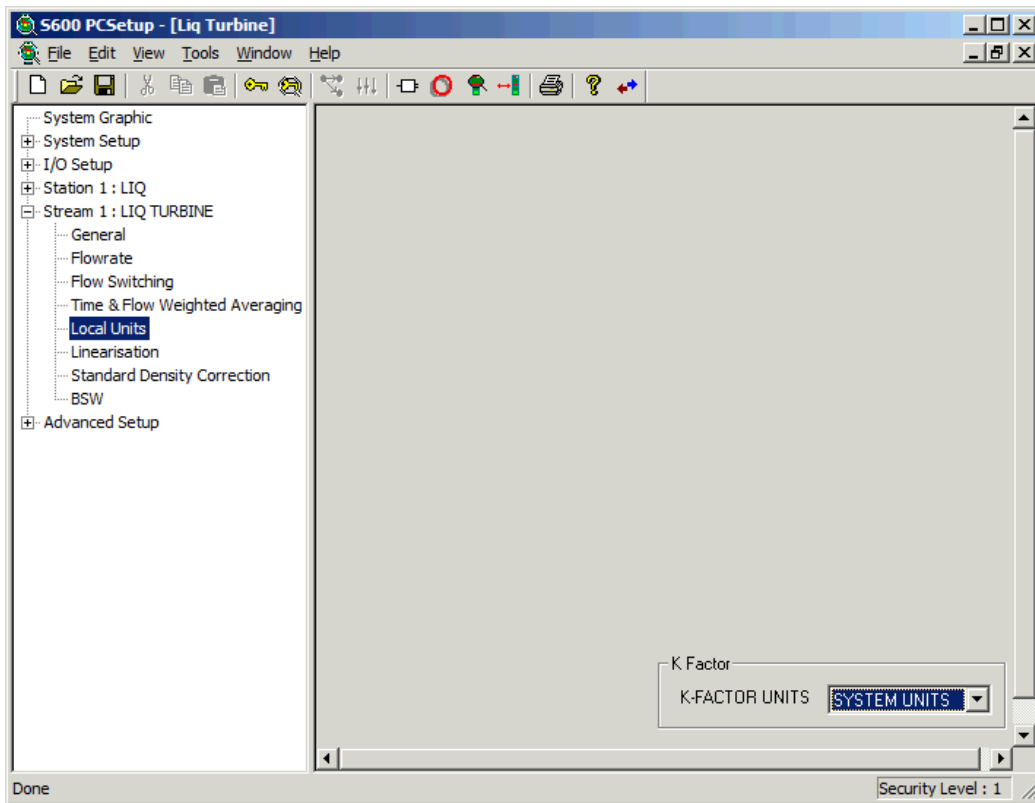 S600 PCSetup - [Liq Turbine]
File Edit View Tools Window Help
System Graphic
System Setup
I/O Setup
Station 1 : LIQ
Stream 1 : LIQ TURBINE
General
Flowrate
Flow Switching
Time & Flow Weighted Averaging
Local Units
Linearisation
Standard Density Correction
BSW
Advanced Setup
K Factor
K-FACTOR UNITS SYSTEM UNITS
Done Security Level : 1